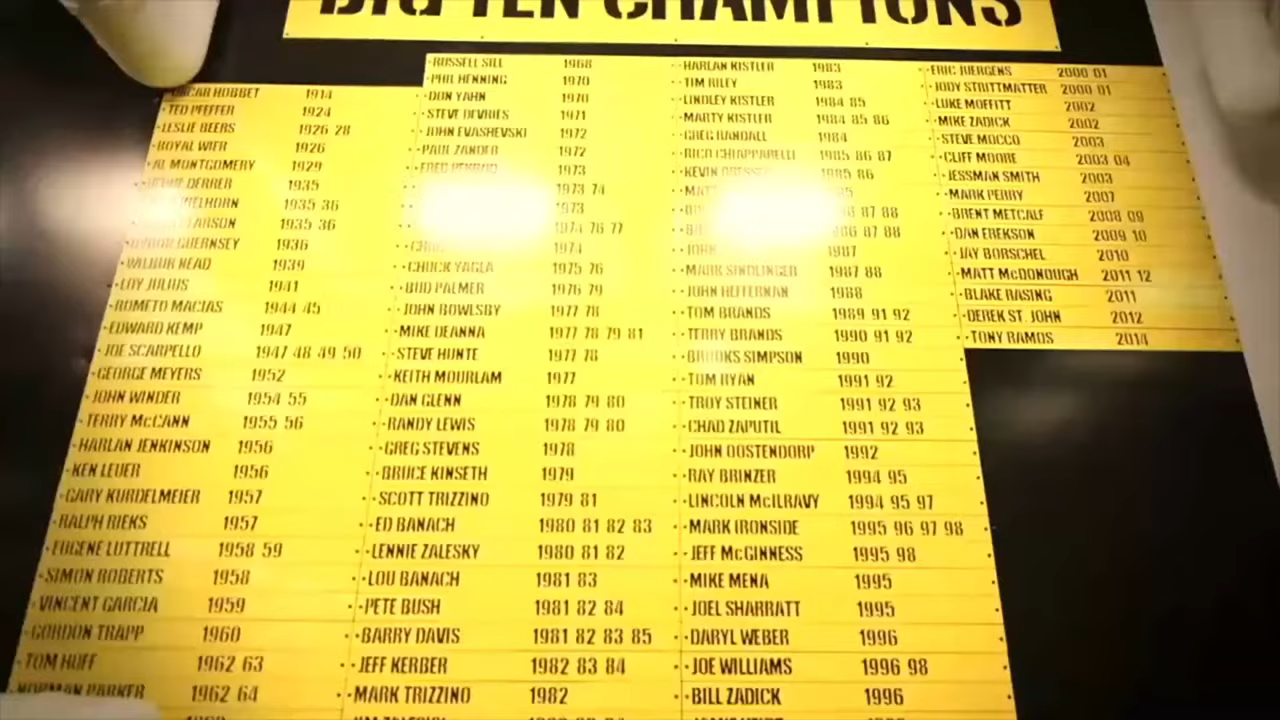 BIG TEN CHAMPIONS
OSCAR HOBBET 1914
·TED PFEFFER 1924
·LESLIE BEERS 1926 28
·ROYAL WIER 1926
·AL MONTGOMERY 1929
DERRER 1935
1935 36
LARSON 1935 36
GUERNSEY 1936
·WILBUR NEAD 1939
·LOY JULIUS 1941
·ROMETO MACIAS 1944 45
·EDWARD KEMP 1947
·JOE SCARPELLO 1947 48 49 50
·GEORGE MEYERS 1952
·JOHN WINDER 1954 55
·TERRY McCANN 1955 56
·HARLAN JENKINSON 1956
·KEN LEUER 1956
·GARY KURDELMEIER 1957
·RALPH RIEKS 1957
·EUGENE LUTTRELL 1958 59
·SIMON ROBERTS 1958
·VINCENT GARCIA 1959
·GORDON TRAPP 1960
·TOM HUFF 1962 63
NORMAN PARKER 1962 64
·RUSSELL SILL 1968
·PHIL HENNING 1970
·DON YAHN 1970
·STEVE DEVRIES 1971
·JOHN EVASHEVSKI 1972
·PAUL ZANDER 1972
·FRED PENROD 1973
1973 74
1973
1974 76 77
1974
·CHUCK YAGLA 1975 76
·BUD PALMER 1976 79
·JOHN BOWLSBY 1977 78
·MIKE DEANNA 1977 78 79 81
·STEVE HUNTE 1977 78
·KEITH MOURLAM 1977
·DAN GLENN 1978 79 80
·RANDY LEWIS 1978 79 80
·GREG STEVENS 1978
·BRUCE KINSETH 1979
·SCOTT TRIZZINO 1979 81
·ED BANACH 1980 81 82 83
·LENNIE ZALESKY 1980 81 82
·LOU BANACH 1981 83
·PETE BUSH 1981 82 84
·BARRY DAVIS 1981 82 83 85
·JEFF KERBER 1982 83 84
·MARK TRIZZINO 1982
·HARLAN KISTLER 1983
·TIM RILEY 1983
·LINDLEY KISTLER 1984 85
·MARTY KISTLER 1984 85 86
·GREG RANDALL 1984
·RICO CHIAPPARELLI 1985 86 87
·KEVIN DRESSER 1985 86
·MATT
87 88
86 87 88
·JOHN 1987
·MARK SINDLINGER 1987 88
·JOHN HEFFERNAN 1988
·TOM BRANDS 1989 91 92
·TERRY BRANDS 1990 91 92
·BROOKS SIMPSON 1990
·TOM RYAN 1991 92
·TROY STEINER 1991 92 93
·CHAD ZAPUTIL 1991 92 93
·JOHN OOSTENDORP 1992
·RAY BRINZER 1994 95
·LINCOLN McILRAVY 1994 95 97
·MARK IRONSIDE 1995 96 97 98
·JEFF McGINNESS 1995 98
·MIKE MENA 1995
·JOEL SHARRATT 1995
·DARYL WEBER 1996
·JOE WILLIAMS 1996 98
·BILL ZADICK 1996
·ERIC JUERGENS 2000 01
·JODY STRITTMATTER 2000 01
·LUKE MOFFITT 2002
·MIKE ZADICK 2002
·STEVE MOCCO 2003
·CLIFF MOORE 2003 04
·JESSMAN SMITH 2003
·MARK PERRY 2007
·BRENT METCALF 2008 09
·DAN EREKSON 2009 10
·JAY BORSCHEL 2010
·MATT McDONOUGH 2011 12
·BLAKE RASING 2011
·DEREK ST. JOHN 2012
·TONY RAMOS 2014